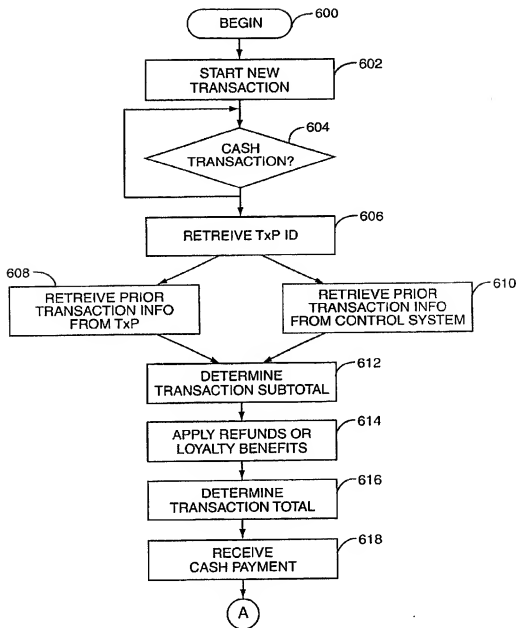 BEGIN
600
START NEW
TRANSACTION
602
CASH
TRANSACTION?
604
RETREIVE TxP ID
606
608
RETREIVE PRIOR
TRANSACTION INFO
FROM TxP
RETRIEVE PRIOR
TRANSACTION INFO
FROM CONTROL SYSTEM
610
DETERMINE
TRANSACTION SUBTOTAL
612
APPLY REFUNDS OR
LOYALTY BENEFITS
614
DETERMINE
TRANSACTION TOTAL
616
RECEIVE
CASH PAYMENT
618
A